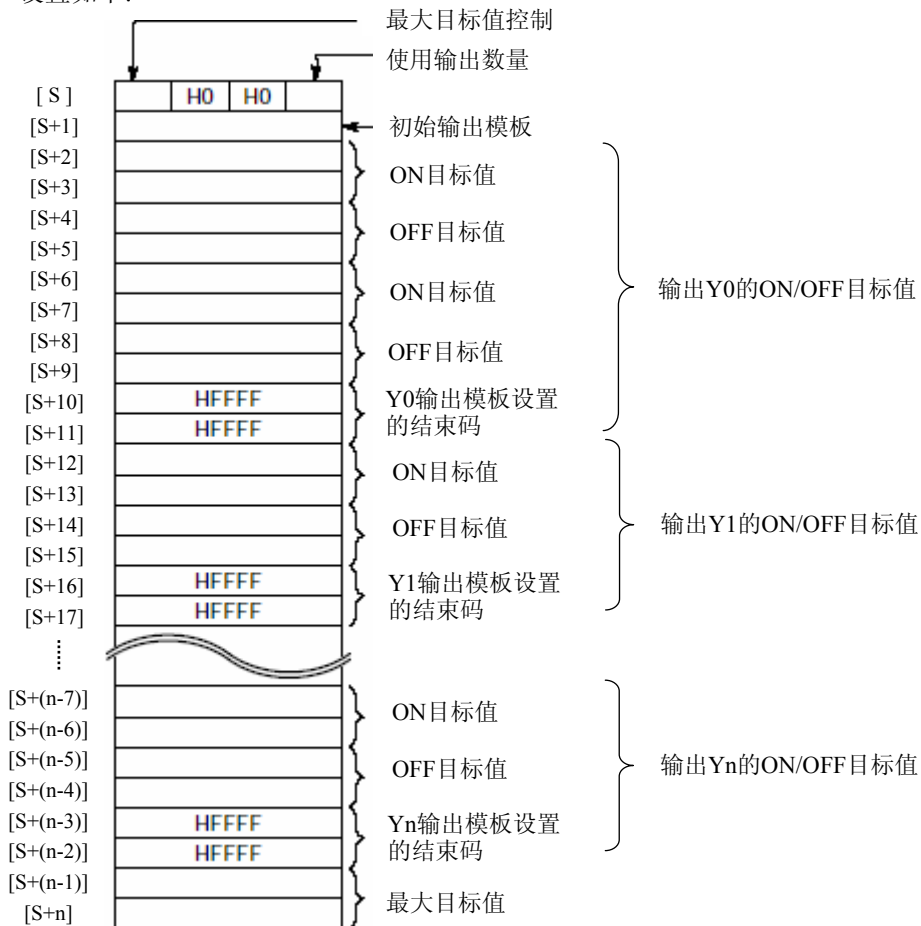 最大目标值控制
使用输出数量
[ S ] H0 H0
[S+1] 初始输出模板
[S+2]
ON目标值
[S+3]
[S+4]
OFF目标值
[S+5]
[S+6]
ON目标值 输出Y0的ON/OFF目标值
[S+7]
[S+8]
OFF目标值
[S+9]
[S+10] HFFFF Y0输出模板设置
[S+11] HFFFF 的结束码
[S+12]
ON目标值
[S+13]
[S+14]
OFF目标值 输出Y1的ON/OFF目标值
[S+15]
[S+16] HFFFF Y1输出模板设置
[S+17] HFFFF 的结束码
[S+(n-7)]
ON目标值
[S+(n-6)]
[S+(n-5)]
OFF目标值 输出Yn的ON/OFF目标值
[S+(n-4)]
[S+(n-3)] HFFFF Yn输出模板设置
[S+(n-2)] HFFFF 的结束码
[S+(n-1)]
最大目标值
[S+n]